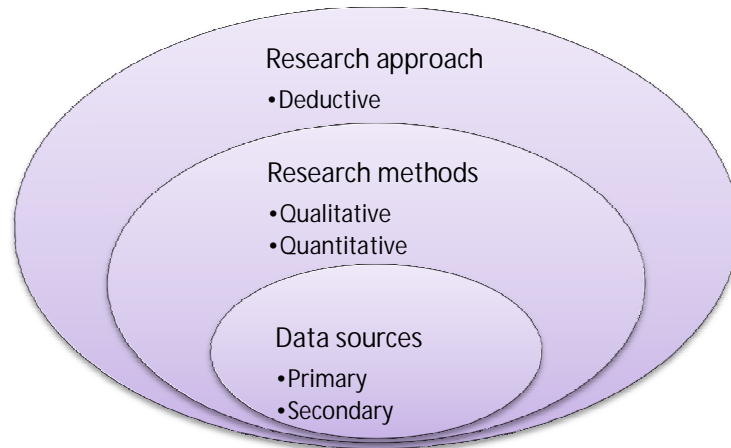 Research approach
•Deductive
Research methods
•Qualitative
•Quantitative
Data sources
•Primary
•Secondary